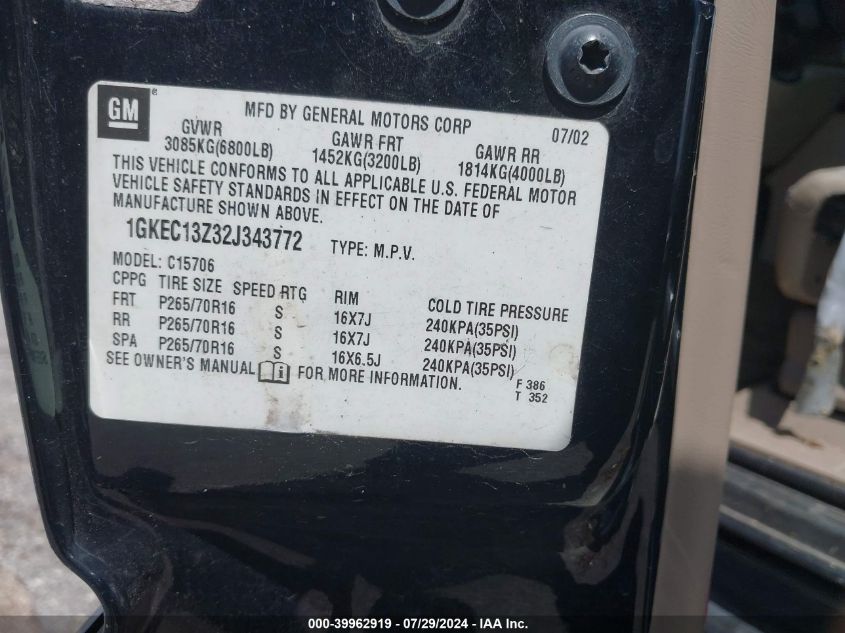 GM ®
MFD BY GENERAL MOTORS CORP 07/02
GVWR GAWR FRT GAWR RR
3085KG(6800LB) 1452KG(3200LB) 1814KG(4000LB)
THIS VEHICLE CONFORMS TO ALL APPLICABLE U.S. FEDERAL MOTOR
VEHICLE SAFETY STANDARDS IN EFFECT ON THE DATE OF
MANUFACTURE SHOWN ABOVE.
1GKEC13Z32J343772 TYPE: M.P.V.
MODEL: C15706
CPPG TIRE SIZE SPEED RTG RIM COLD TIRE PRESSURE
FRT P265/70R16 S 16X7J 240KPA(35PSI)
RR P265/70R16 S 16X7J 240KPA(35PSI)
SPA P265/70R16 S 16X6.5J 240KPA(35PSI)
SEE OWNER'S MANUAL i FOR MORE INFORMATION.
F 386
T 352
000-39962919 / 07/29/2024 - IAA Inc.